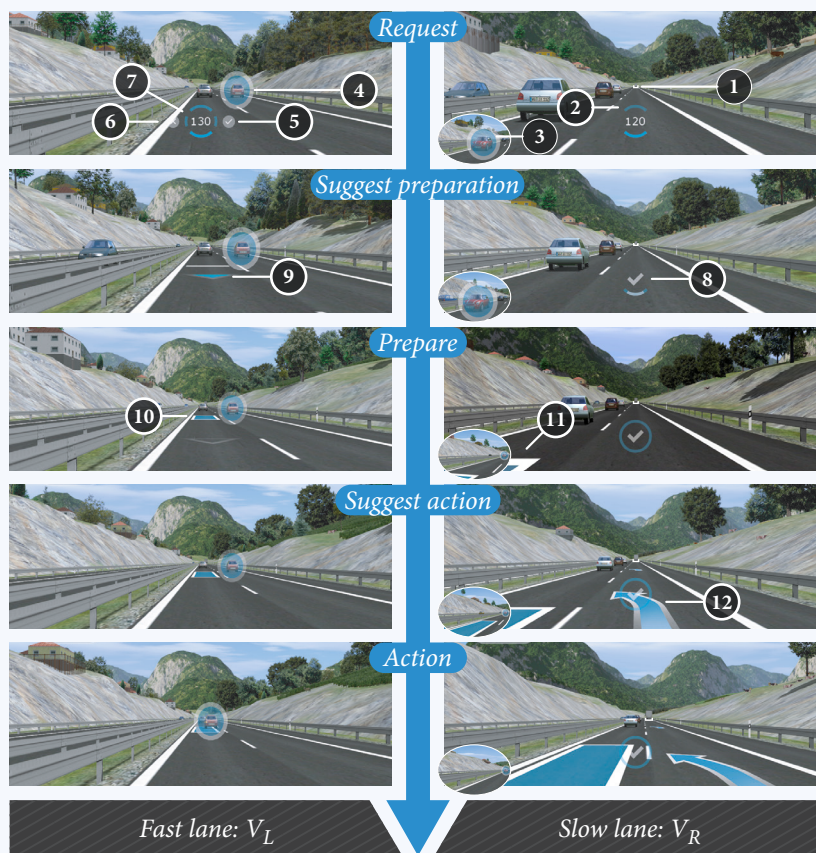 Request
7
4
6
130
5
1
2
120
3
Suggest preparation
9
8
Prepare
10
11
Suggest action
12
Action
Fast lane: V_L
Slow lane: V_R